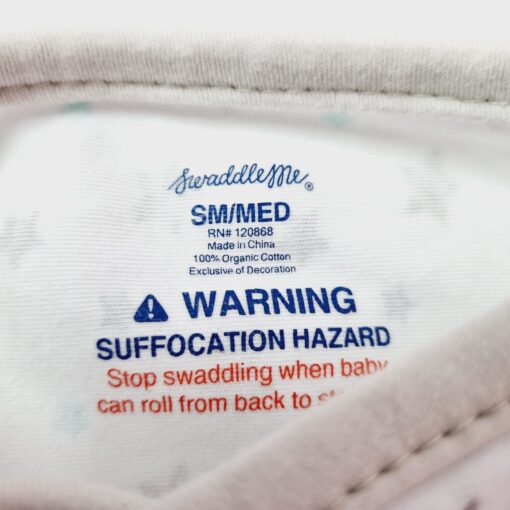 SwaddleMe®
SM/MED
RN# 120868
Made in China
100% Organic Cotton
Exclusive of Decoration
⚠ WARNING
SUFFOCATION HAZARD
Stop swaddling when baby
can roll from back to